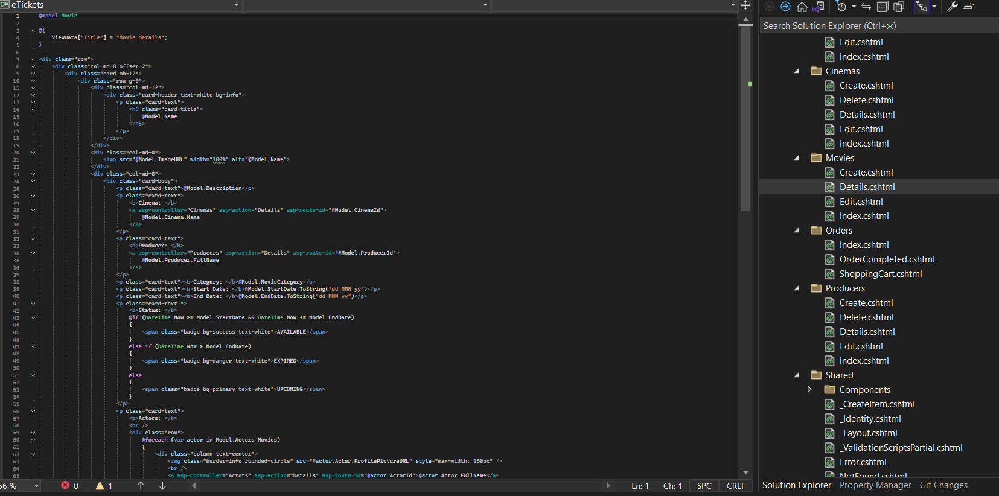 C# eTickets
1 @model Movie
2
3 @{
4 ViewData["Title"] = "Movie details";
5 }
6
7 <div class="row">
8 <div class="col-md-8 offset-2">
9 <div class="card mb-12">
10 <div class="row g-0">
11 <div class="col-md-12">
12 <div class="card-header text-white bg-info">
13 <p class="card-text">
14 <h5 class="card-title">
15 @Model.Name
16 </h5>
17 </p>
18 </div>
19 </div>
20 <div class="col-md-4">
21 <img src="@Model.ImageURL" width="100%" alt="@Model.Name">
22 </div>
23 <div class="col-md-8">
24 <div class="card-body">
25 <p class="card-text">@Model.Description</p>
26 <p class="card-text">
27 <b>Cinema: </b>
28 <a asp-controller="Cinemas" asp-action="Details" asp-route-id="@Model.CinemaId">
29 @Model.Cinema.Name
30 </a>
31 </p>
32 <p class="card-text">
33 <b>Producer: </b>
34 <a asp-controller="Producers" asp-action="Details" asp-route-id="@Model.ProducerId">
35 @Model.Producer.FullName
36 </a>
37 </p>
38 <p class="card-text"><b>Category: </b>@Model.MovieCategory</p>
39 <p class="card-text"><b>Start Date: </b>@Model.StartDate.ToString("dd MMM yy")</p>
40 <p class="card-text"><b>End Date: </b>@Model.EndDate.ToString("dd MMM yy")</p>
41 <p class="card-text ">
42 <b>Status: </b>
43 @if (DateTime.Now >= Model.StartDate && DateTime.Now <= Model.EndDate)
44 {
45 <span class="badge bg-success text-white">AVAILABLE</span>
46 }
47 else if (DateTime.Now > Model.EndDate)
48 {
49 <span class="badge bg-danger text-white">EXPIRED</span>
50 }
51 else
52 {
53 <span class="badge bg-primary text-white">UPCOMING</span>
54 }
55 </p>
56 <p class="card-text">
57 <b>Actors: </b>
58 <hr />
59 <div class="row">
60 @foreach (var actor in Model.Actors_Movies)
61 {
62 <div class="column text-center">
63 <img class="border-info rounded-circle" src="@actor.Actor.ProfilePictureURL" style="max-width: 150px" />
64 <br />
65 <a asp-controller="Actors" asp-action="Details" asp-route-id="@actor.ActorId">@actor.Actor.FullName</a>
56 %
0
1
Ln: 1
Ch: 1
SPC
CRLF
Search Solution Explorer (Ctrl+ж)
Edit.cshtml
Index.cshtml
Cinemas
Create.cshtml
Delete.cshtml
Details.cshtml
Edit.cshtml
Index.cshtml
Movies
Create.cshtml
Details.cshtml
Edit.cshtml
Index.cshtml
Orders
Index.cshtml
OrderCompleted.cshtml
ShoppingCart.cshtml
Producers
Create.cshtml
Delete.cshtml
Details.cshtml
Edit.cshtml
Index.cshtml
Shared
Components
_CreateItem.cshtml
_Identity.cshtml
_Layout.cshtml
_ValidationScriptsPartial.cshtml
Error.cshtml
NotFound.cshtml
Solution Explorer Property Manager Git Changes